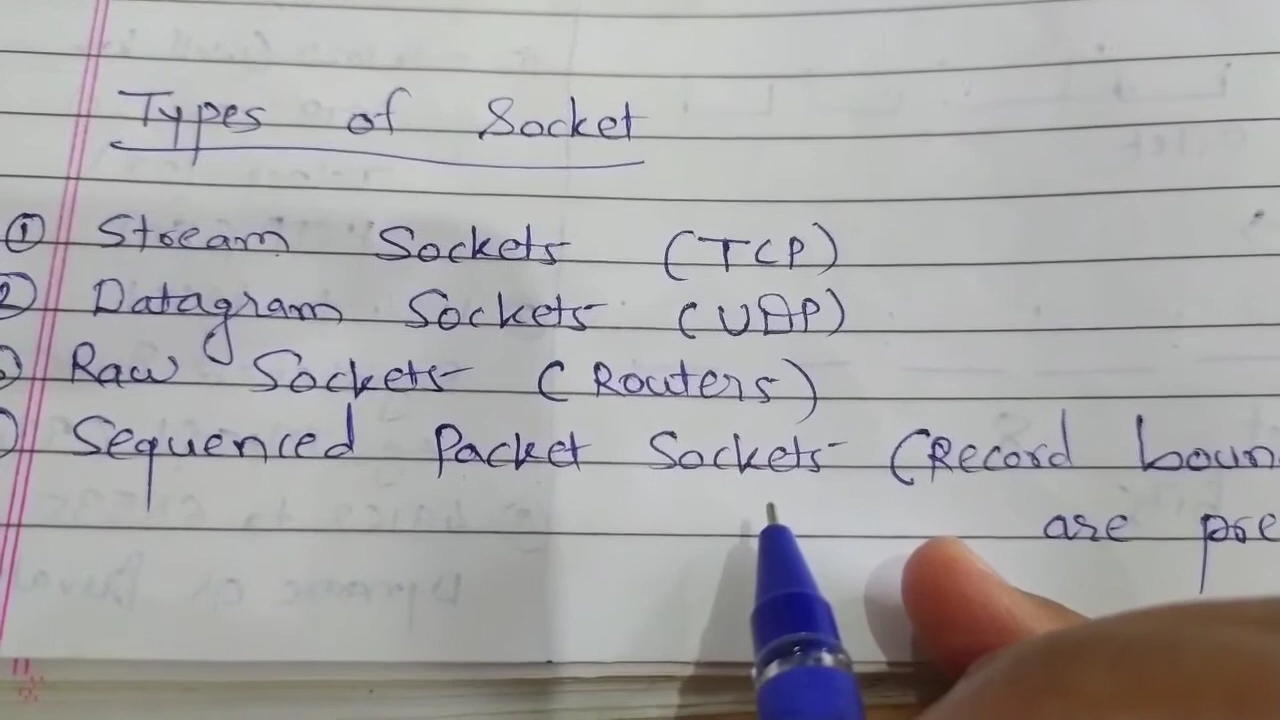 Types of Socket
① Stream Sockets (TCP)
② Datagram Sockets (UDP)
Raw Sockets (Routers)
Sequenced Packet Sockets (Record boun
are pre